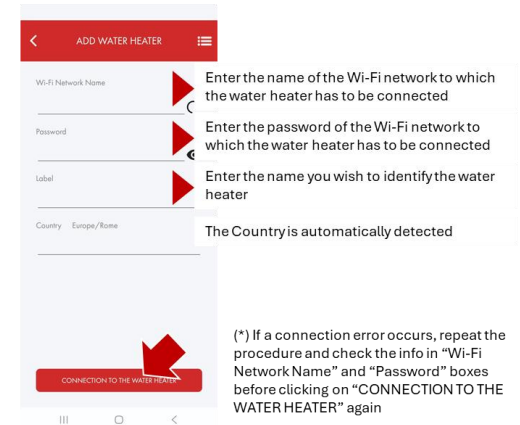 ADD WATER HEATER
Wi-Fi Network Name
Enter the name of the Wi-Fi network to which
the water heater has to be connected
Password
Enter the password of the Wi-Fi network to
which the water heater has to be connected
Label
Enter the name you wish to identify the water
heater
Country Europe/Rome
The Country is automatically detected
(*) If a connection error occurs, repeat the
procedure and check the info in “Wi-Fi
Network Name” and “Password” boxes
before clicking on “CONNECTION TO THE
WATER HEATER” again
CONNECTION TO THE WATER HEATER